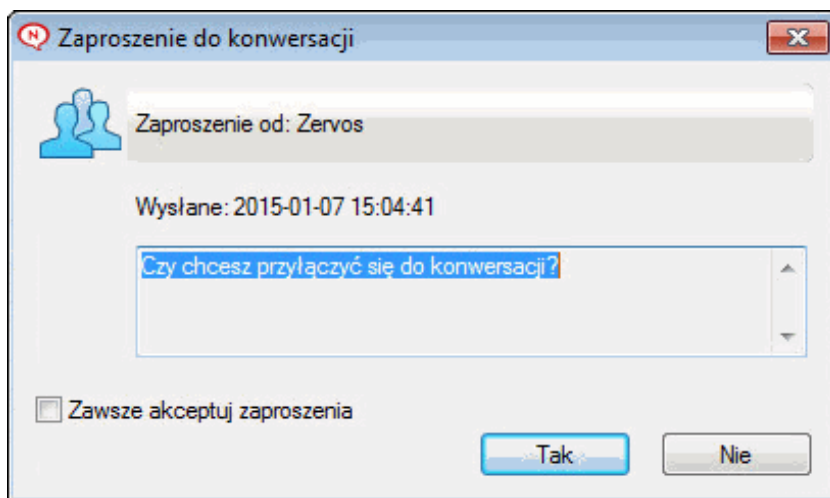 Zaproszenie do konwersacji
Zaproszenie od: Zervos
Wysłane: 2015-01-07 15:04:41
Czy chcesz przyłączyć się do konwersacji?
Zawsze akceptuj zaproszenia
Tak Nie